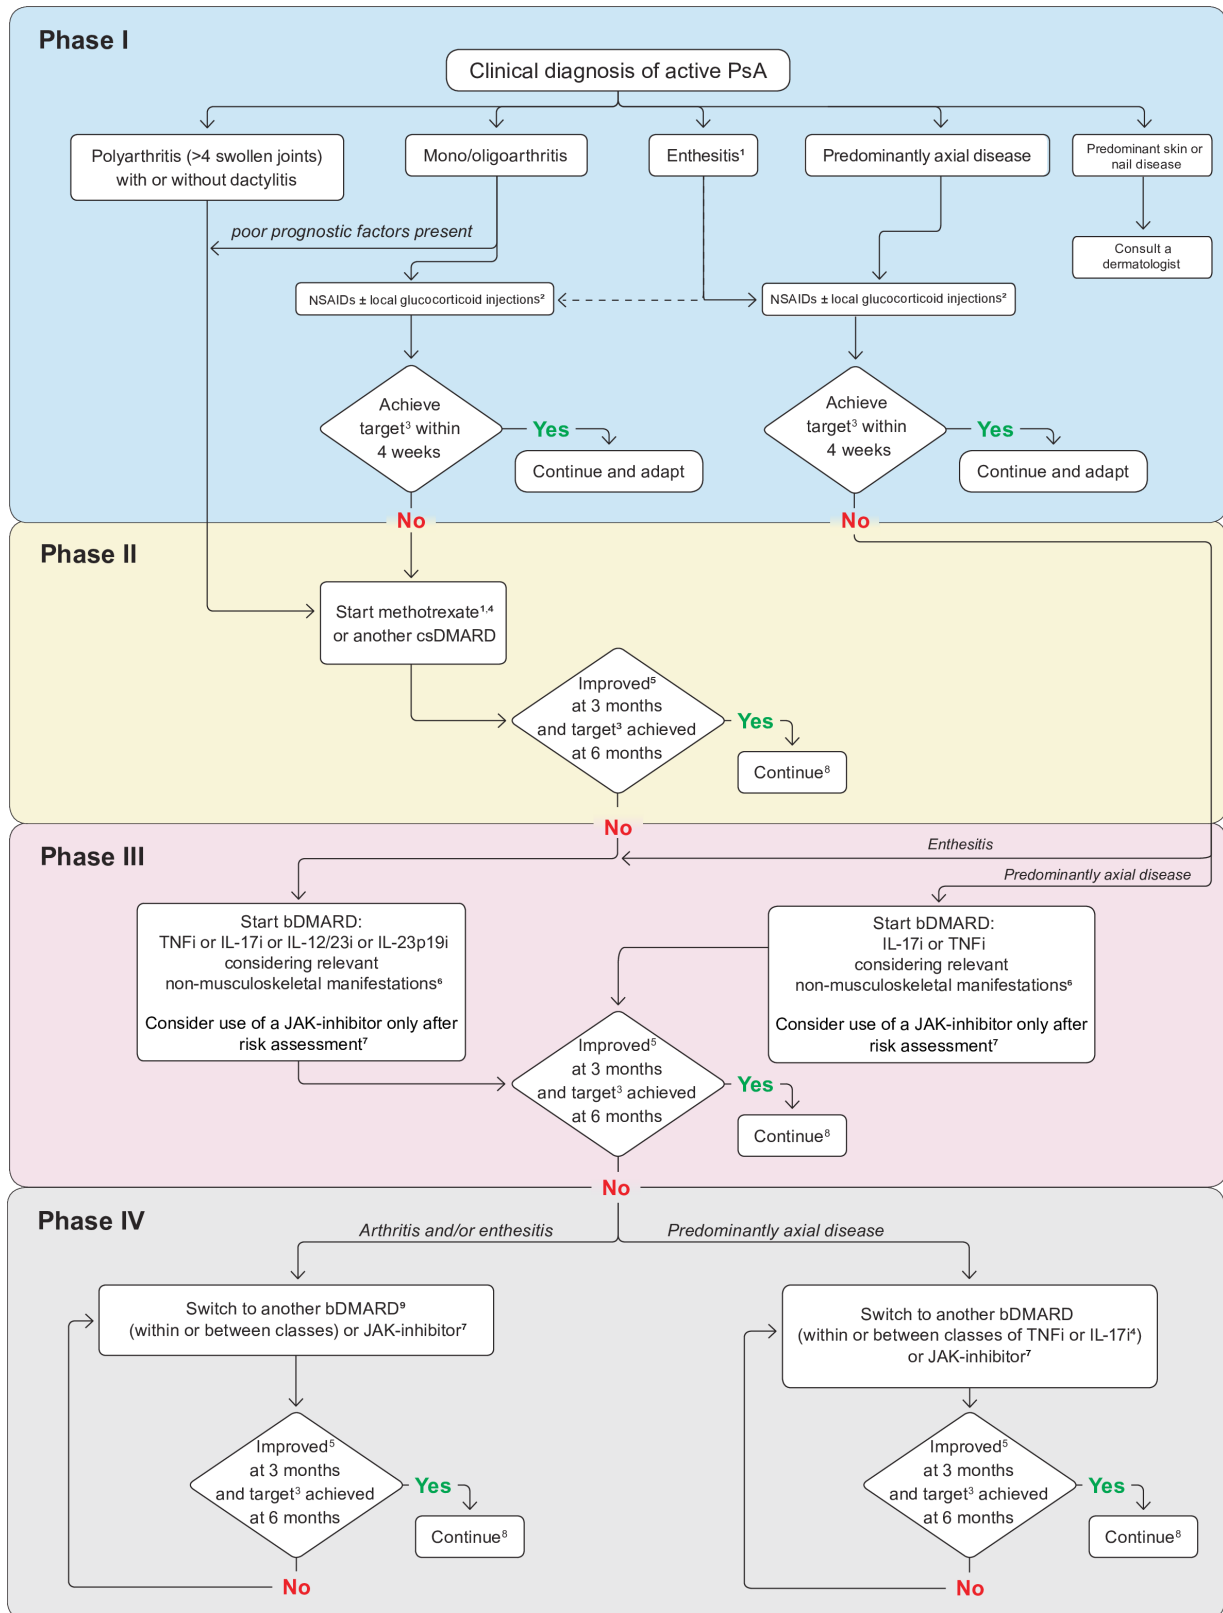 Phase I
Clinical diagnosis of active PsA
Polyarthritis (>4 swollen joints)
with or without dactylitis
Mono/oligoarthritis
Enthesitis¹
Predominantly axial disease
Predominant skin or
nail disease
poor prognostic factors present
Consult a
dermatologist
NSAIDs ± local glucocorticoid injections²
NSAIDs ± local glucocorticoid injections²
Achieve
target³ within
4 weeks
Yes
Continue and adapt
Achieve
target³ within
4 weeks
Yes
Continue and adapt
No
No
Phase II
Start methotrexate¹˒⁴
or another csDMARD
Improved⁵
at 3 months
and target³ achieved
at 6 months
Yes
Continue⁸
No
Phase III
Enthesitis
Predominantly axial disease
Start bDMARD:
TNFi or IL-17i or IL-12/23i or IL-23p19i
considering relevant
non-musculoskeletal manifestations⁶
Consider use of a JAK-inhibitor only after
risk assessment⁷
Start bDMARD:
IL-17i or TNFi
considering relevant
non-musculoskeletal manifestations⁶
Consider use of a JAK-inhibitor only after
risk assessment⁷
Improved⁵
at 3 months
and target³ achieved
at 6 months
Yes
Continue⁸
No
Phase IV
Arthritis and/or enthesitis
Predominantly axial disease
Switch to another bDMARD⁹
(within or between classes) or JAK-inhibitor⁷
Switch to another bDMARD
(within or between classes of TNFi or IL-17i⁴)
or JAK-inhibitor⁷
Improved⁵
at 3 months
and target³ achieved
at 6 months
Yes
Continue⁸
No
Improved⁵
at 3 months
and target³ achieved
at 6 months
Yes
Continue⁸
No